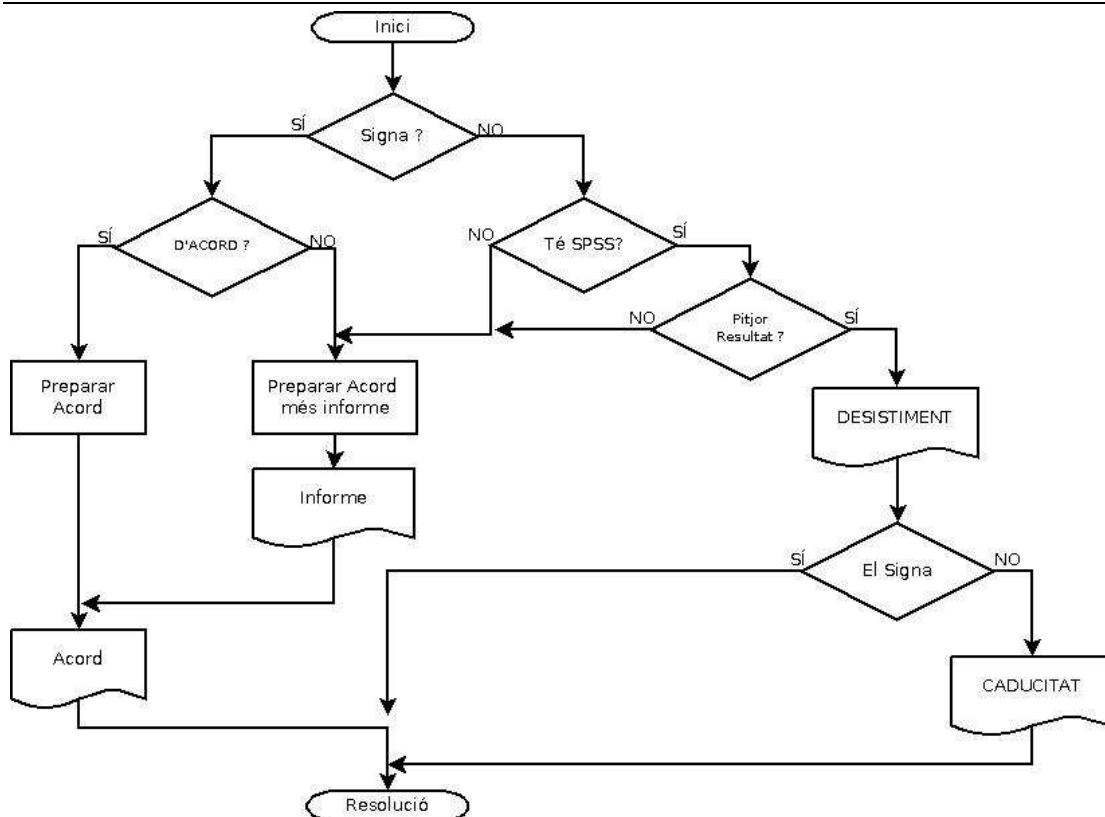 Inici
SÍ
Signa ?
NO
SÍ
D'ACORD ?
NO
NO
Té SPSS?
SÍ
NO
Pitjor
Resultat ?
SÍ
Preparar
Acord
Preparar Acord
més informe
DESISTIMENT
Informe
SÍ
El Signa
NO
Acord
CADUCITAT
Resolució